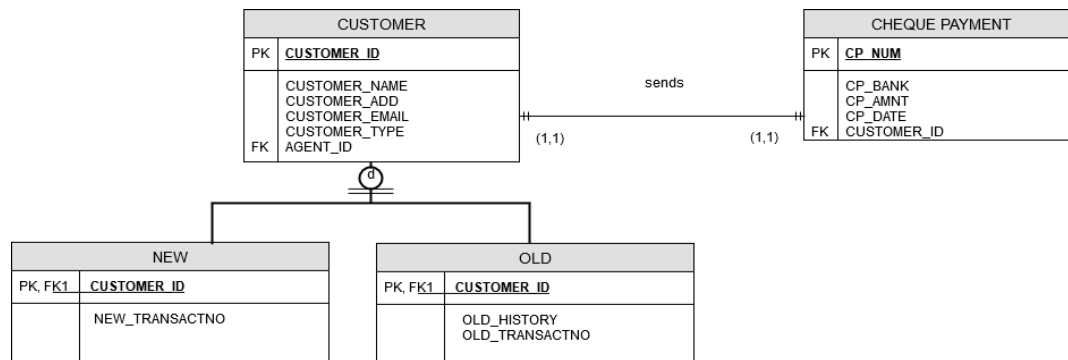 CUSTOMER
PK CUSTOMER_ID
CUSTOMER_NAME
CUSTOMER_ADD
CUSTOMER_EMAIL
CUSTOMER_TYPE
FK AGENT_ID
sends
(1,1) (1,1)
CHEQUE PAYMENT
PK CP_NUM
CP_BANK
CP_AMNT
CP_DATE
FK CUSTOMER_ID
d
NEW
PK, FK1 CUSTOMER_ID
NEW_TRANSACTNO
OLD
PK, FK1 CUSTOMER_ID
OLD_HISTORY
OLD_TRANSACTNO